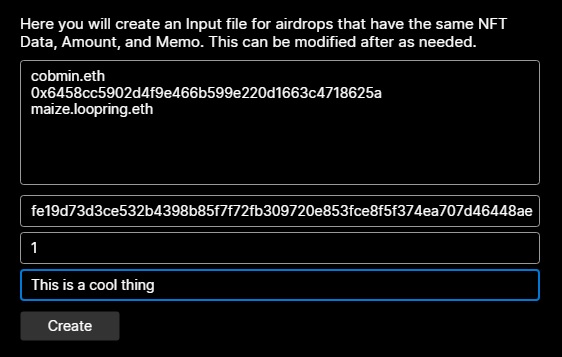 Here you will create an Input file for airdrops that have the same NFT
Data, Amount, and Memo. This can be modified after as needed.
cobmin.eth
0x6458cc5902d4f9e466b599e220d1663c4718625a
maize.loopring.eth
fe19d73d3ce532b4398b85f7f72fb309720e853fce8f5f374ea707d46448ae
1
This is a cool thing
Create